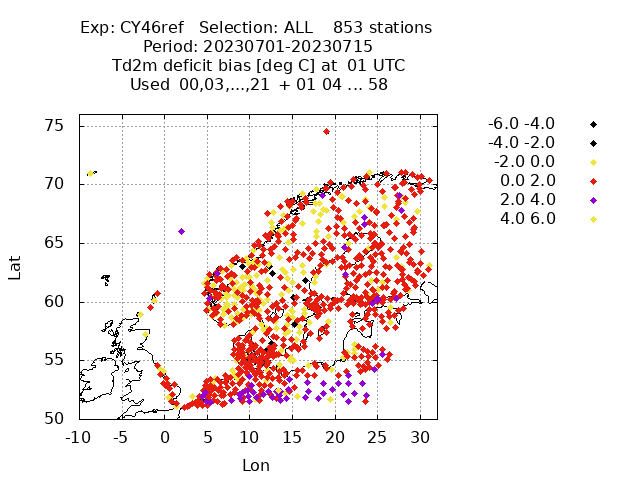 Exp: CY46ref   Selection: ALL    853 stations
Period: 20230701-20230715
Td2m deficit bias [deg C] at  01 UTC
Used  00,03,...,21  + 01 04 ... 58
75
70
65
60
55
50
-10 -5 0 5 10 15 20 25 30
Lat
Lon
-6.0 -4.0
-4.0 -2.0
-2.0 0.0
0.0 2.0
2.0 4.0
4.0 6.0